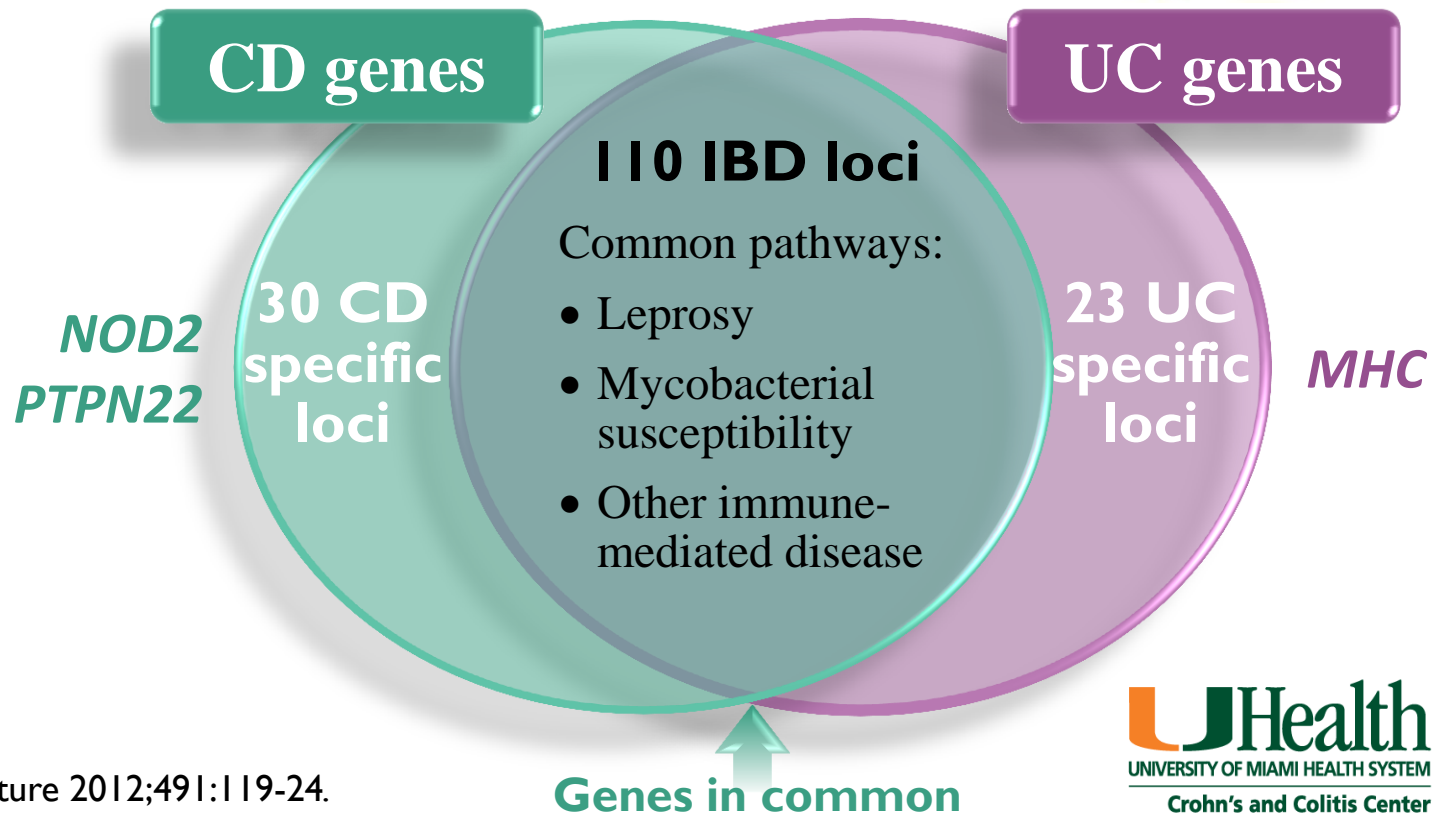 CD genes
UC genes
110 IBD loci
Common pathways:
• Leprosy
• Mycobacterial
susceptibility
• Other immune-
mediated disease
30 CD
specific
loci
23 UC
specific
loci
NOD2
PTPN22
MHC
Genes in common
ture 2012;491:119-24.
UHealth
UNIVERSITY OF MIAMI HEALTH SYSTEM
Crohn's and Colitis Center